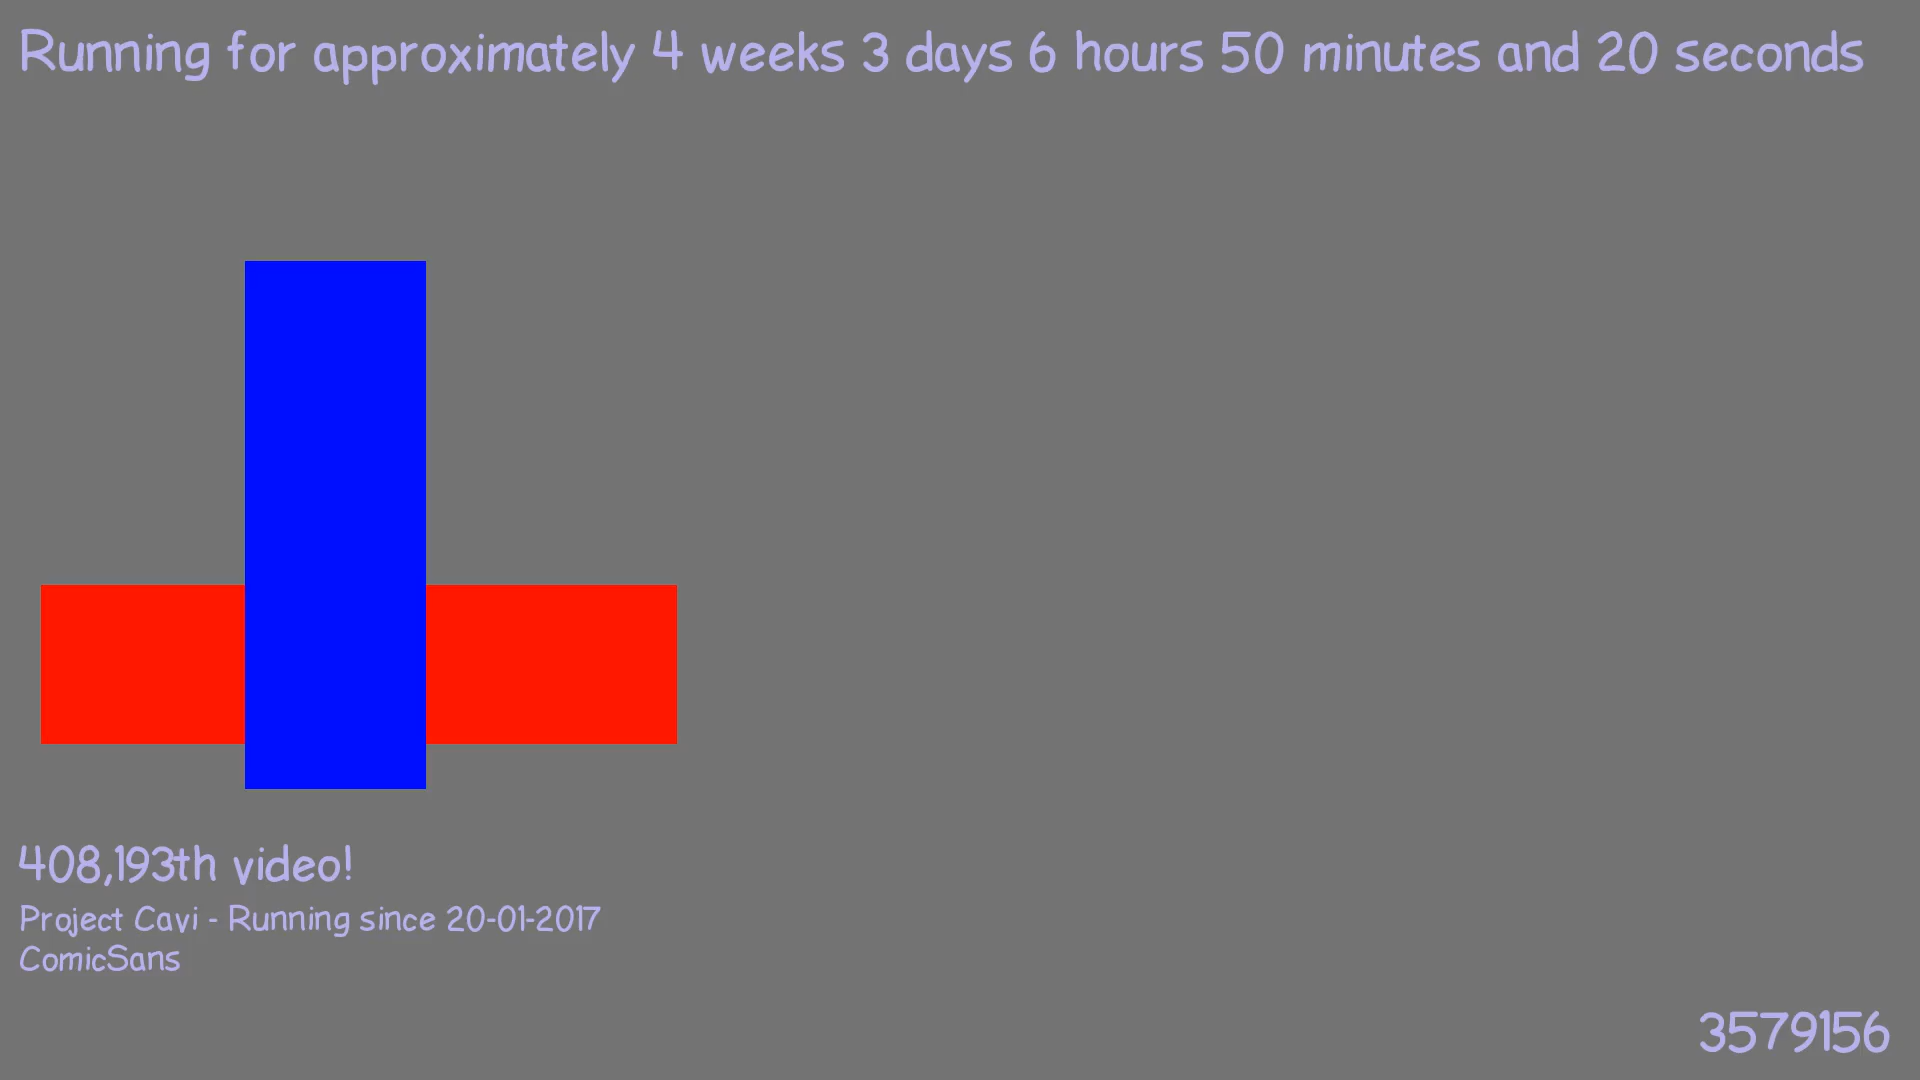 Running for approximately 4 weeks 3 days 6 hours 50 minutes and 20 seconds
408,193th video!
Project Cavi - Running since 20-01-2017
ComicSans
3579156